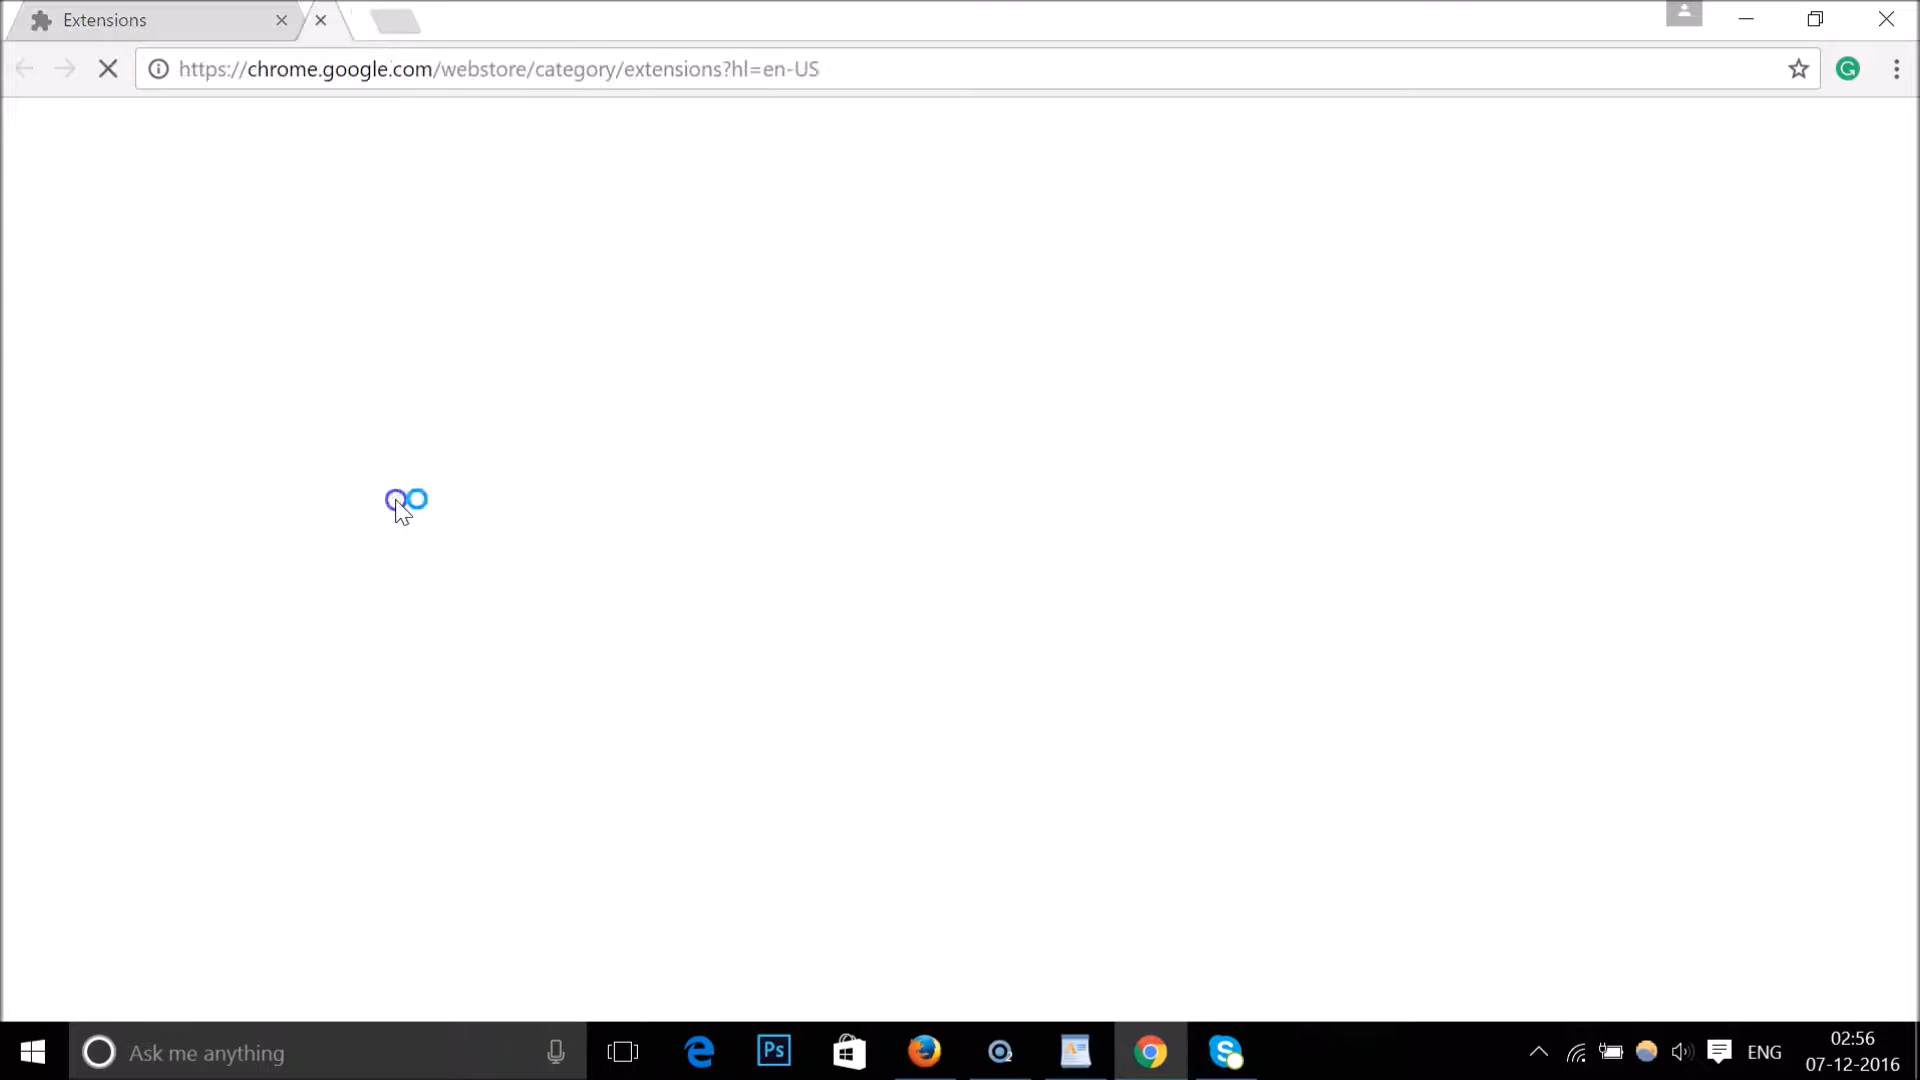 Extensions
https://chrome.google.com/webstore/category/extensions?hl=en-US
Ask me anything
Ps
ENG
02:56
07-12-2016